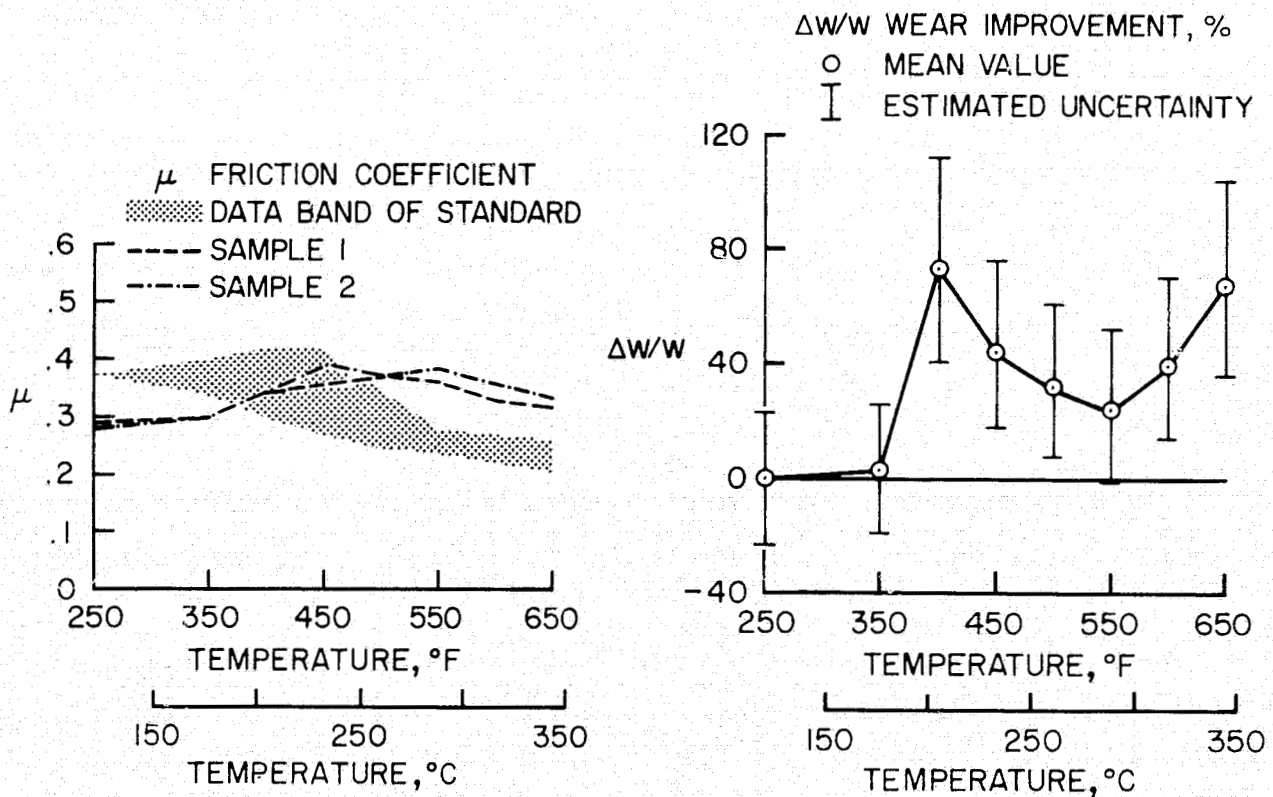 μ FRICTION COEFFICIENT
DATA BAND OF STANDARD
SAMPLE 1
SAMPLE 2
.6
.5
.4
.3
.2
.1
0
μ
250 350 450 550 650
TEMPERATURE, °F
150 250 350
TEMPERATURE, °C
ΔW/W WEAR IMPROVEMENT, %
MEAN VALUE
ESTIMATED UNCERTAINTY
120
80
40
0
-40
ΔW/W
250 350 450 550 650
TEMPERATURE, °F
150 250 350
TEMPERATURE, °C